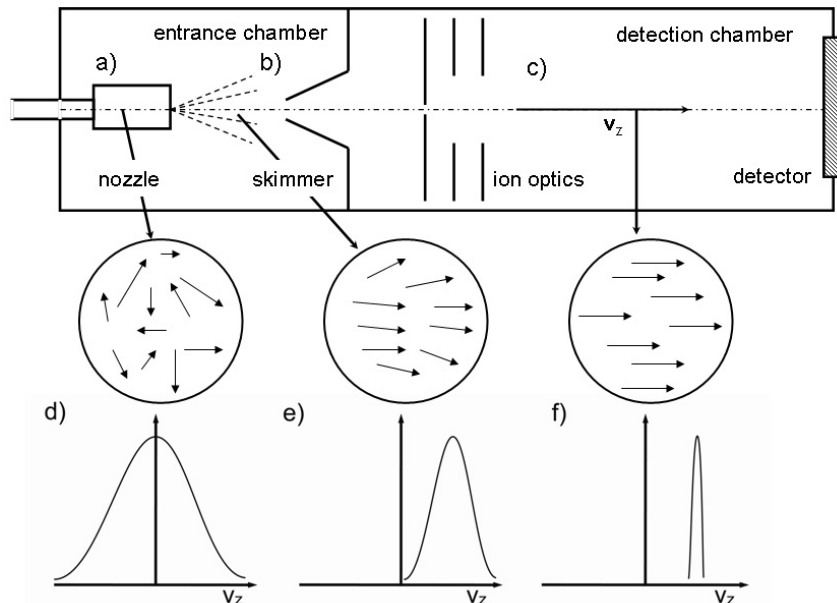 entrance chamber
detection chamber
a)
b)
c)
v_z
nozzle
skimmer
ion optics
detector
d)
e)
f)
v_z
v_z
v_z